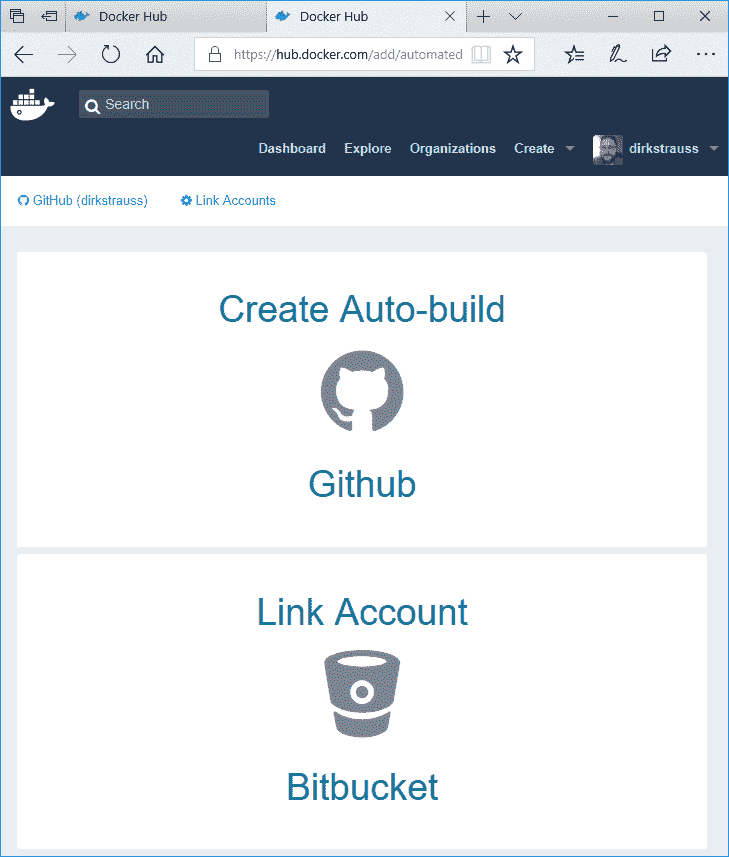 Docker Hub
Docker Hub
https://hub.docker.com/add/automated
Search
Dashboard Explore Organizations Create dirkstrauss
GitHub (dirkstrauss) Link Accounts
Create Auto-build
Github
Link Account
Bitbucket